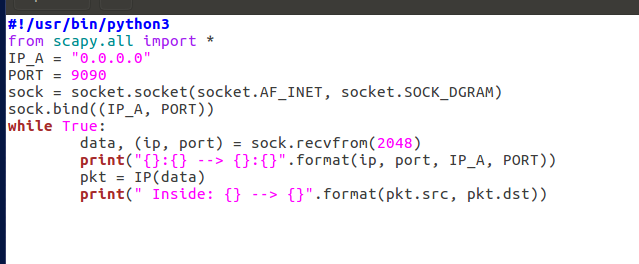 #!/usr/bin/python3
from scapy.all import *
IP_A = "0.0.0.0"
PORT = 9090
sock = socket.socket(socket.AF_INET, socket.SOCK_DGRAM)
sock.bind((IP_A, PORT))
while True:
        data, (ip, port) = sock.recvfrom(2048)
        print("{}:{} --> {}:{}".format(ip, port, IP_A, PORT))
        pkt = IP(data)
        print(" Inside: {} --> {}".format(pkt.src, pkt.dst))